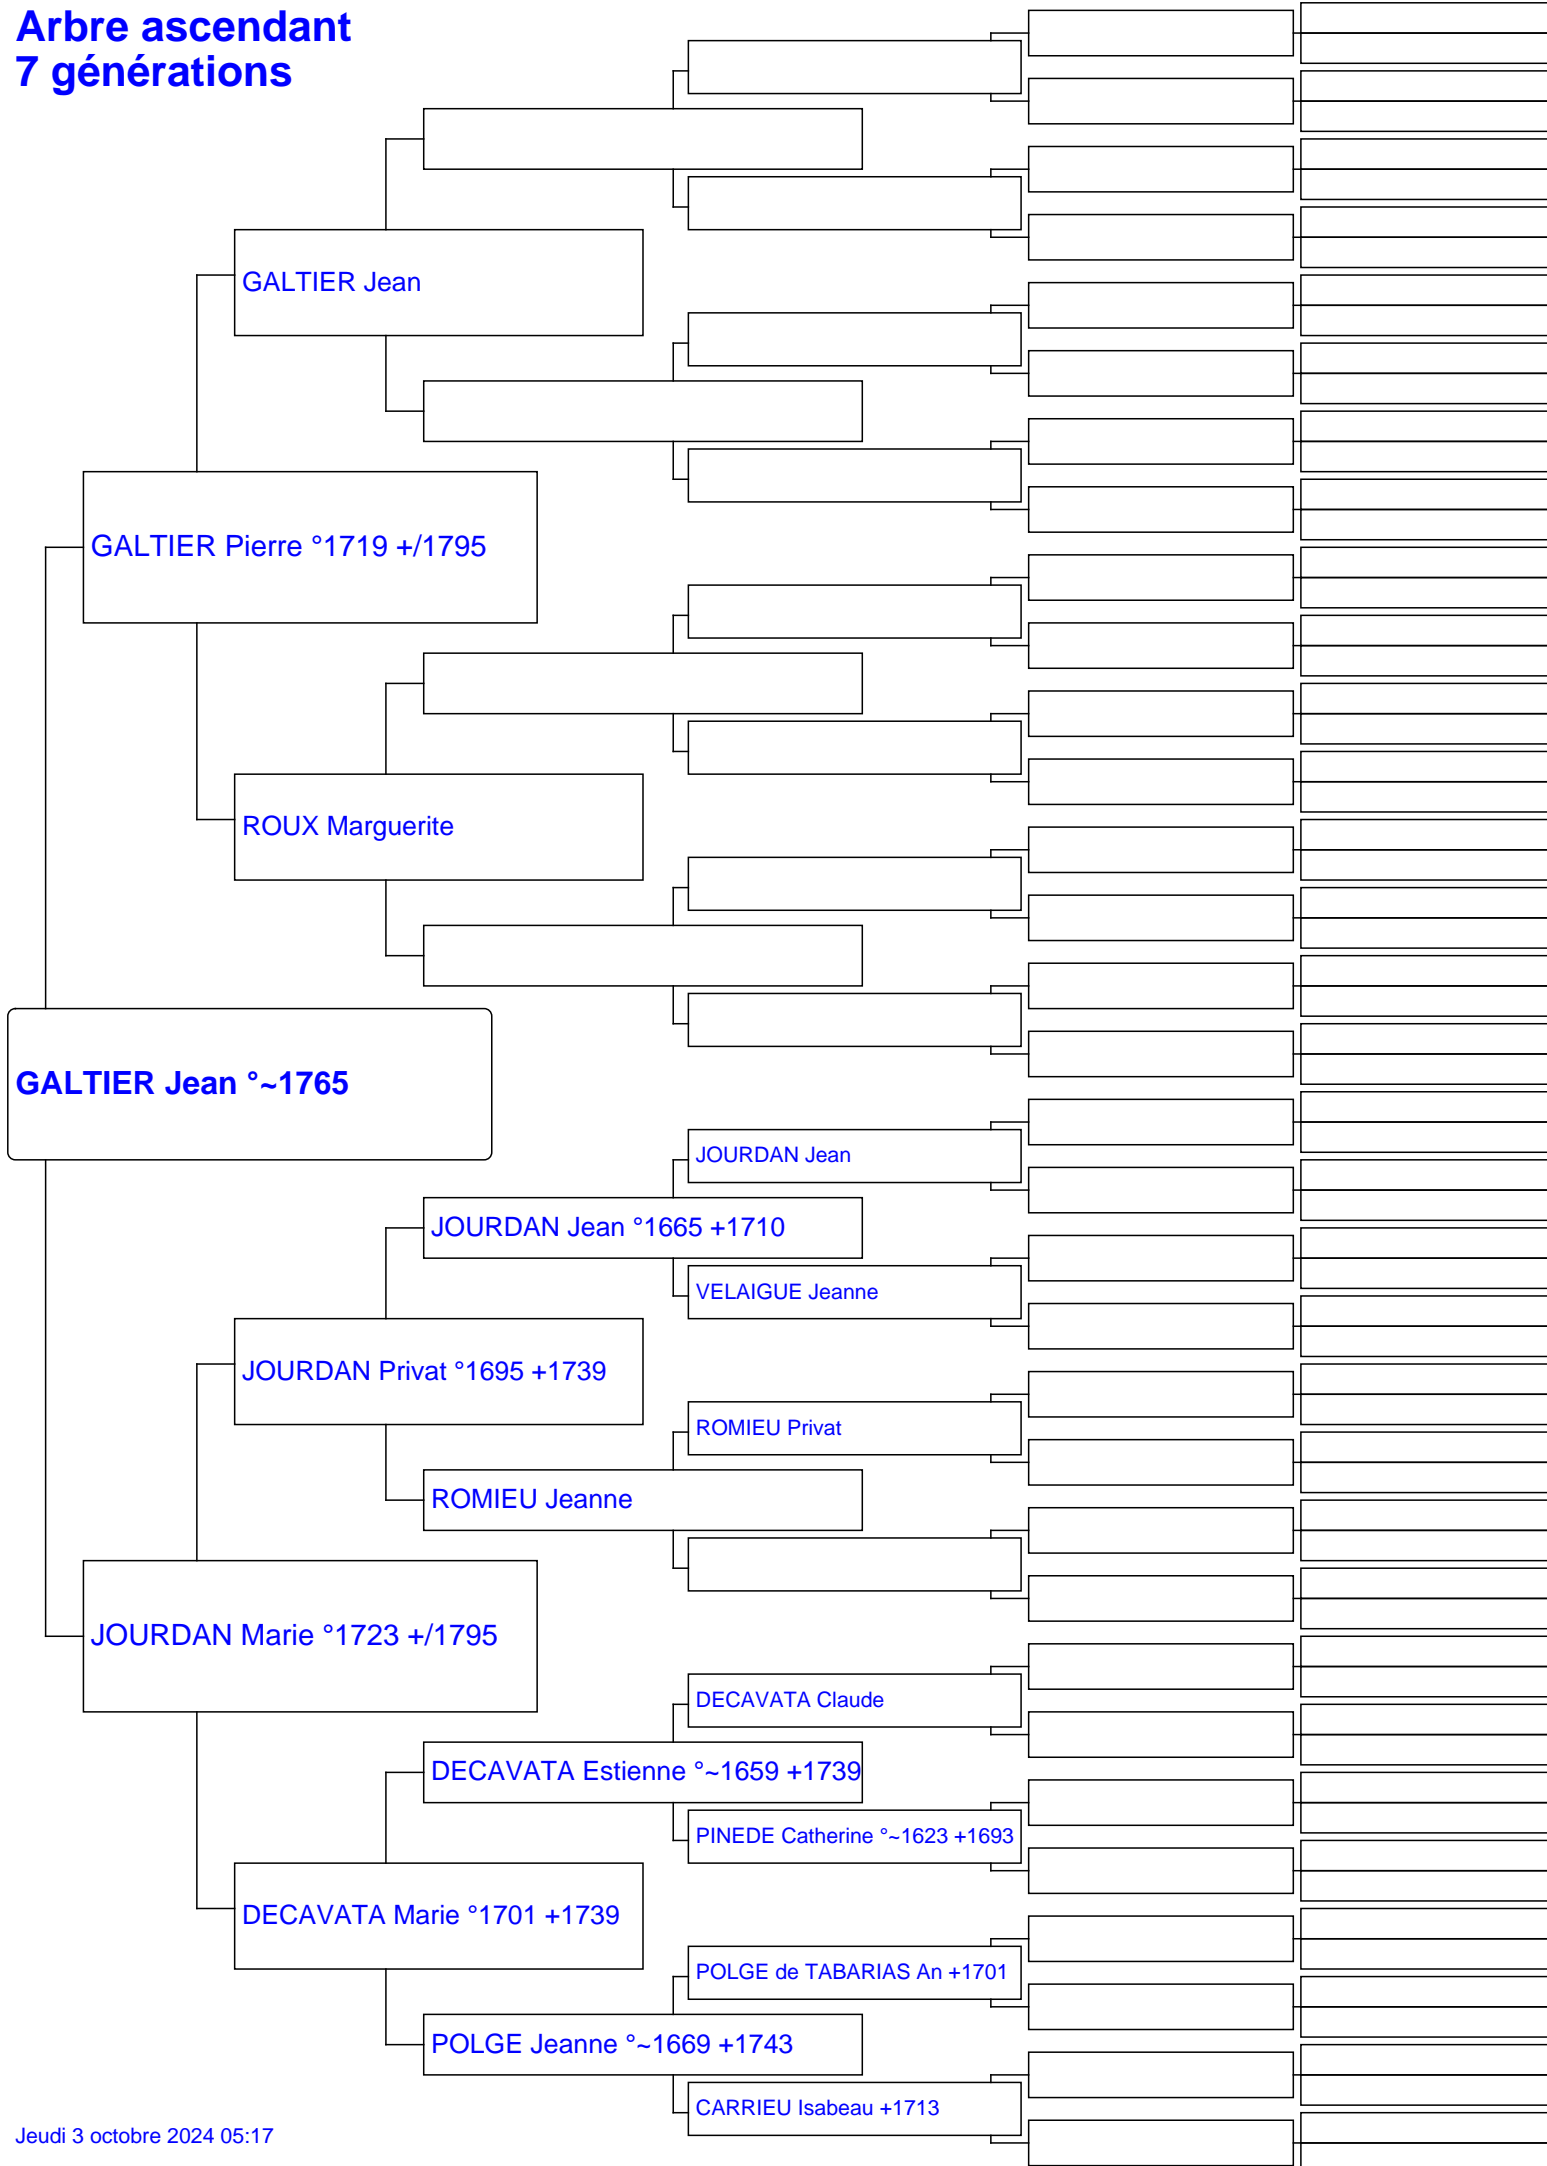 Arbre ascendant
7 générations
GALTIER Jean
GALTIER Pierre °1719 +/1795
ROUX Marguerite
GALTIER Jean °~1765
JOURDAN Jean
JOURDAN Jean °1665 +1710
VELAIGUE Jeanne
JOURDAN Privat °1695 +1739
ROMIEU Privat
ROMIEU Jeanne
JOURDAN Marie °1723 +/1795
DECAVATA Claude
DECAVATA Estienne °~1659 +1739
PINEDE Catherine °~1623 +1693
DECAVATA Marie °1701 +1739
POLGE de TABARIAS An +1701
POLGE Jeanne °~1669 +1743
CARRIEU Isabeau +1713
Jeudi 3 octobre 2024 05:17